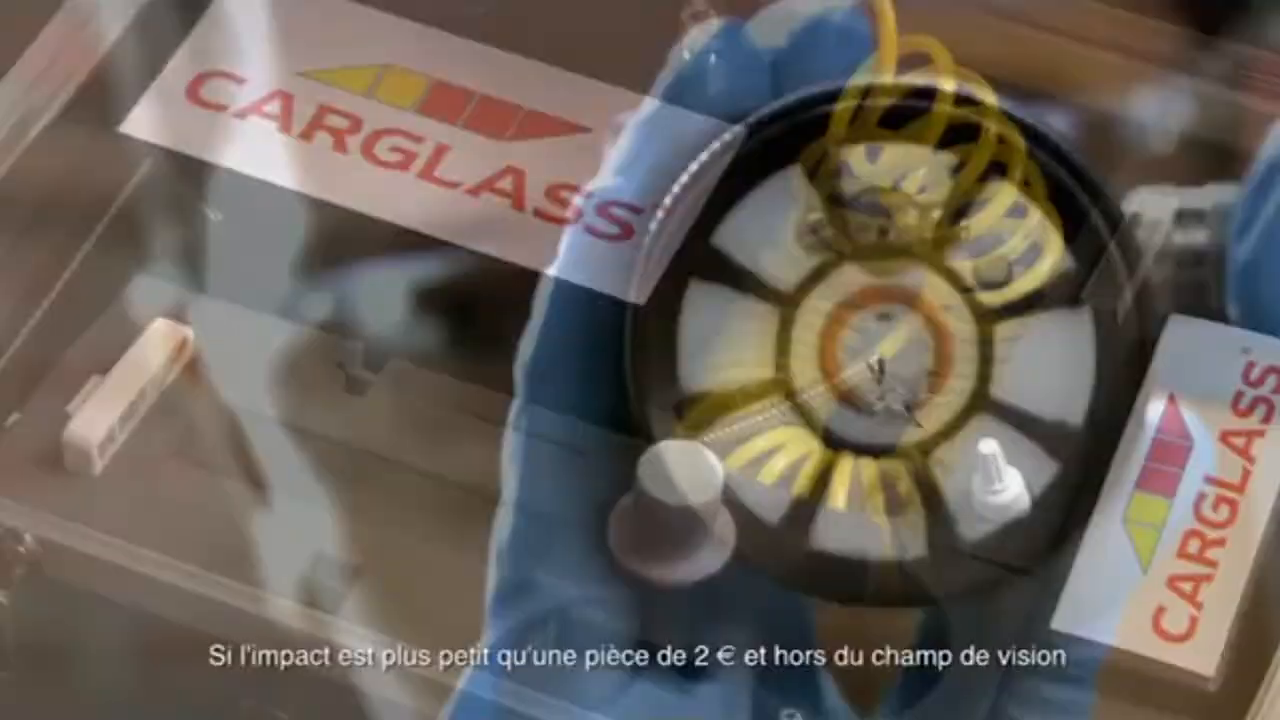 CARGLASS
CARGLASS
Si l'impact est plus petit qu'une pièce de 2 € et hors du champ de vision